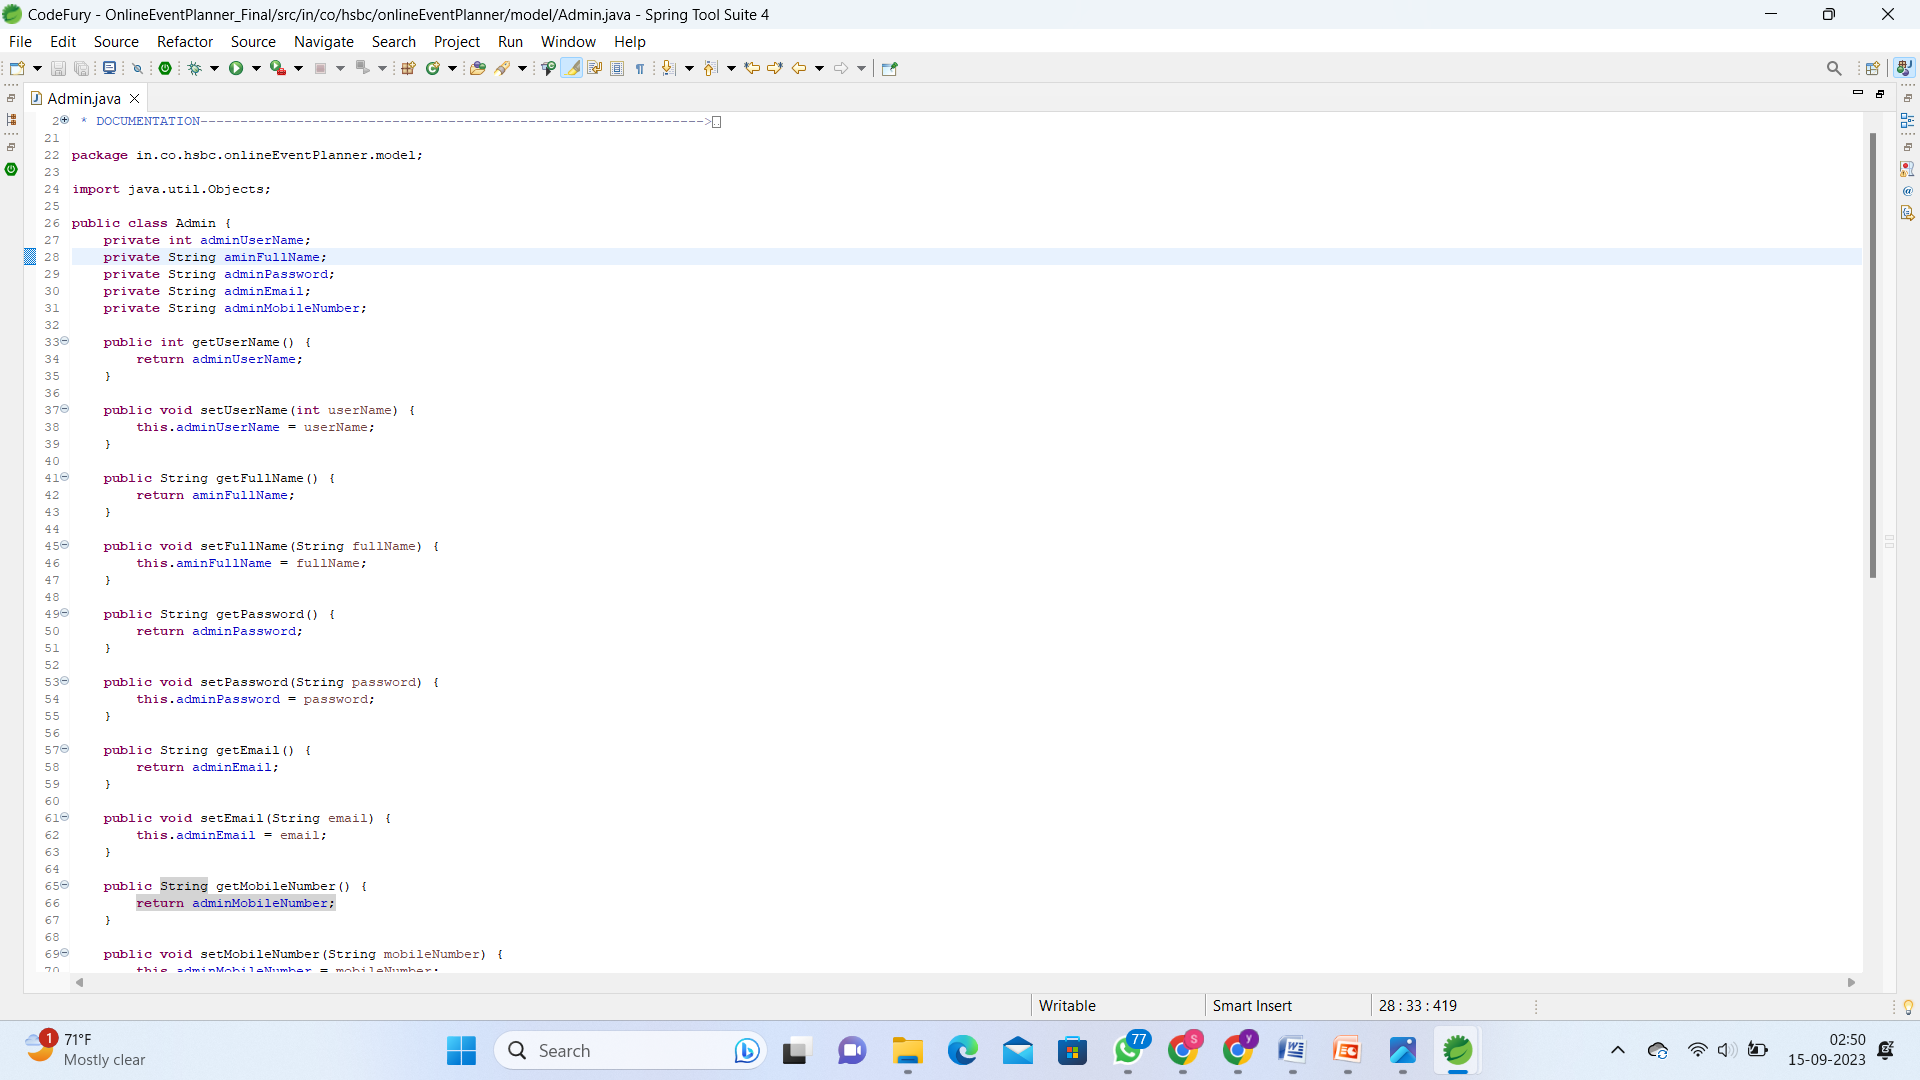 CodeFury - OnlineEventPlanner_Final/src/in/co/hsbc/onlineEventPlanner/model/Admin.java - Spring Tool Suite 4
File Edit Source Refactor Source Navigate Search Project Run Window Help
Admin.java
2 * DOCUMENTATION--------------------------------------------------------------->
21
22 package in.co.hsbc.onlineEventPlanner.model;
23
24 import java.util.Objects;
25
26 public class Admin {
27 private int adminUserName;
28 private String aminFullName;
29 private String adminPassword;
30 private String adminEmail;
31 private String adminMobileNumber;
32
33 public int getUserName() {
34 return adminUserName;
35 }
36
37 public void setUserName(int userName) {
38 this.adminUserName = userName;
39 }
40
41 public String getFullName() {
42 return aminFullName;
43 }
44
45 public void setFullName(String fullName) {
46 this.aminFullName = fullName;
47 }
48
49 public String getPassword() {
50 return adminPassword;
51 }
52
53 public void setPassword(String password) {
54 this.adminPassword = password;
55 }
56
57 public String getEmail() {
58 return adminEmail;
59 }
60
61 public void setEmail(String email) {
62 this.adminEmail = email;
63 }
64
65 public String getMobileNumber() {
66 return adminMobileNumber;
67 }
68
69 public void setMobileNumber(String mobileNumber) {
70 this.adminMobileNumber = mobileNumber;
Writable Smart Insert 28 : 33 : 419
1 71°F
Mostly clear
Search
77
S
y
02:50
15-09-2023